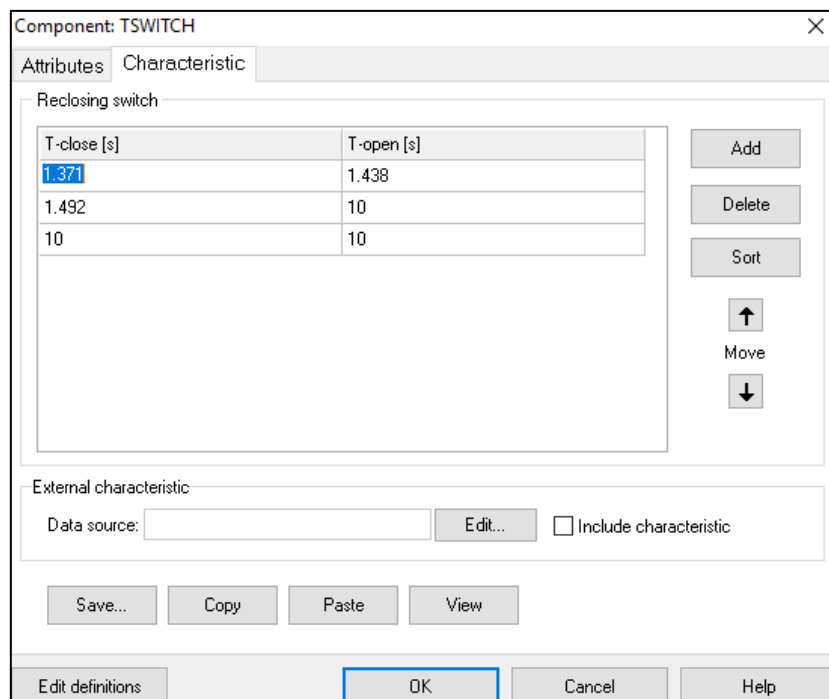 Component: TSWITCH
Attributes Characteristic
Reclosing switch
T-close [s] T-open [s]
1.371 1.438
1.492 10
10 10
Add
Delete
Sort
Move
External characteristic
Data source: Edit... Include characteristic
Save... Copy Paste View
Edit definitions OK Cancel Help